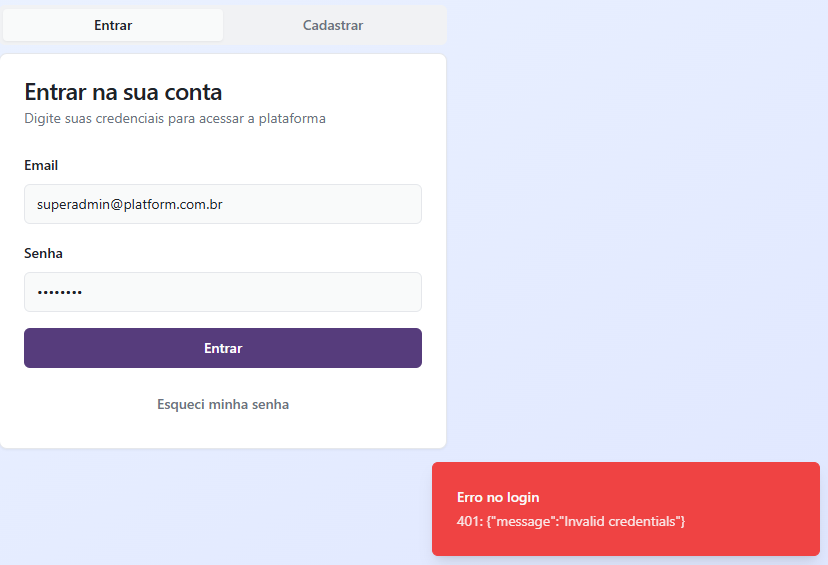 Entrar
Cadastrar
Entrar na sua conta
Digite suas credenciais para acessar a plataforma
Email
superadmin@platform.com.br
Senha
••••••••
Entrar
Esqueci minha senha
Erro no login
401: {"message":"Invalid credentials"}